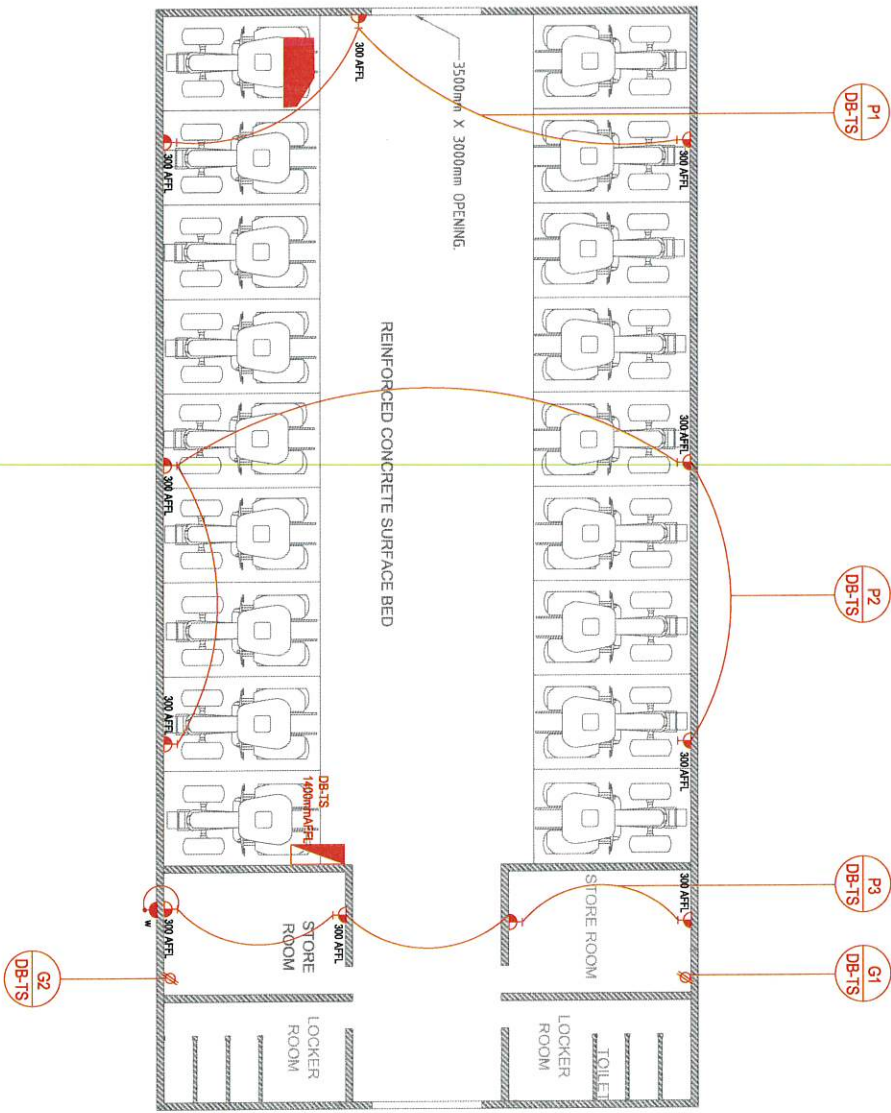 P1
DB-TS
P2
DB-TS
P3
DB-TS
G1
DB-TS
300 AFFL
3500mm X 3000mm OPENING.
300 AFFL
300 AFFL
300 AFFL
300 AFFL
300 AFFL
REINFORCED CONCRETE SURFACE BED
300 AFFL
300 AFFL
DB-TS
1400mmAFFL
STORE ROOM
STORE
ROOM
300 AFFL
300 AFFL
W
LOCKER
ROOM
TOILET
LOCKER
ROOM
G2
DB-TS